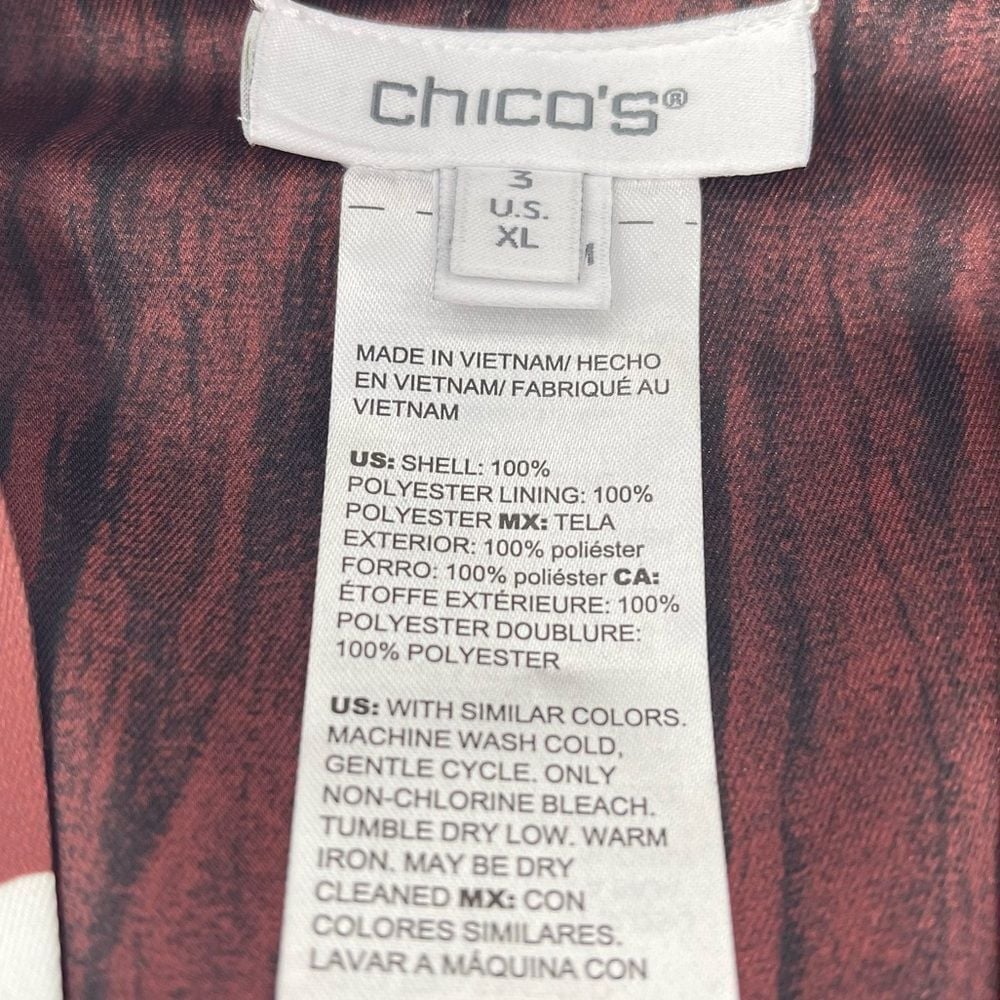 chico's®
3
U.S.
XL
MADE IN VIETNAM/ HECHO
EN VIETNAM/ FABRIQUÉ AU
VIETNAM
US: SHELL: 100%
POLYESTER LINING: 100%
POLYESTER MX: TELA
EXTERIOR: 100% poliéster
FORRO: 100% poliéster CA:
ÉTOFFE EXTÉRIEURE: 100%
POLYESTER DOUBLURE:
100% POLYESTER
US: WITH SIMILAR COLORS.
MACHINE WASH COLD,
GENTLE CYCLE. ONLY
NON-CHLORINE BLEACH.
TUMBLE DRY LOW. WARM
IRON. MAY BE DRY
CLEANED MX: CON
COLORES SIMILARES.
LAVAR A MÁQUINA CON